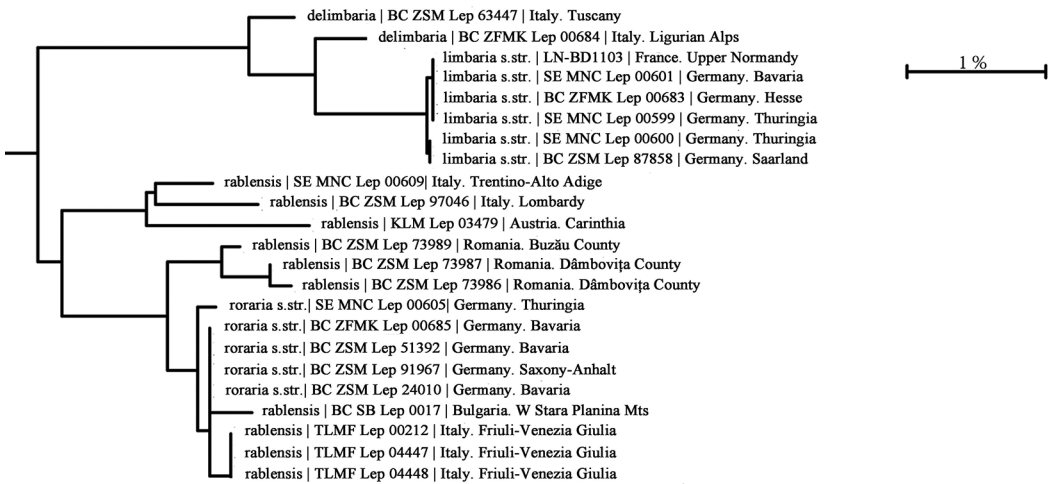 delimbaria | BC ZSM Lep 63447 | Italy. Tuscany
delimbaria | BC ZFMK Lep 00684 | Italy. Ligurian Alps
limbaria s.str. | LN-BD1103 | France. Upper Normandy
1 %
limbaria s.str. | SE MNC Lep 00601 | Germany. Bavaria
limbaria s.str. | BC ZFMK Lep 00683 | Germany. Hesse
limbaria s.str. | SE MNC Lep 00599 | Germany. Thuringia
limbaria s.str. | SE MNC Lep 00600 | Germany. Thuringia
limbaria s.str. | BC ZSM Lep 87858 | Germany. Saarland
rablensis | SE MNC Lep 00609| Italy. Trentino-Alto Adige
rablensis | BC ZSM Lep 97046 | Italy. Lombardy
rablensis | KLM Lep 03479 | Austria. Carinthia
rablensis | BC ZSM Lep 73989 | Romania. Buzău County
rablensis | BC ZSM Lep 73987 | Romania. Dâmbovița County
rablensis | BC ZSM Lep 73986 | Romania. Dâmbovița County
roraria s.str.| SE MNC Lep 00605| Germany. Thuringia
roraria s.str.| BC ZFMK Lep 00685 | Germany. Bavaria
roraria s.str.| BC ZSM Lep 51392 | Germany. Bavaria
roraria s.str.| BC ZSM Lep 91967 | Germany. Saxony-Anhalt
roraria s.str.| BC ZSM Lep 24010 | Germany. Bavaria
rablensis | BC SB Lep 0017 | Bulgaria. W Stara Planina Mts
rablensis | TLMF Lep 00212 | Italy. Friuli-Venezia Giulia
rablensis | TLMF Lep 04447 | Italy. Friuli-Venezia Giulia
rablensis | TLMF Lep 04448 | Italy. Friuli-Venezia Giulia